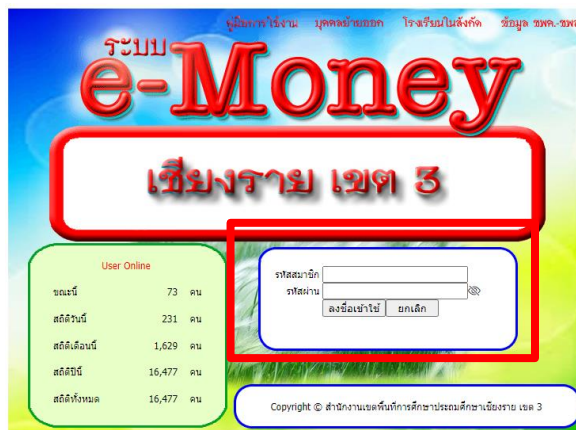 คู่มือการใช้งาน บุคคลย้ายออก โรงเรียนในสังกัด ข้อมูล ชพค.-ชพส
ระบบ
e-Money
เชียงราย เขต 3
User Online
ขณะนี้ 73 คน
สถิติวันนี้ 231 คน
สถิติเดือนนี้ 1,629 คน
สถิติปีนี้ 16,477 คน
สถิติทั้งหมด 16,477 คน
รหัสสมาชิก
รหัสผ่าน
ลงชื่อเข้าใช้ ยกเลิก
Copyright © สำนักงานเขตพื้นที่การศึกษาประถมศึกษาเชียงราย เขต 3